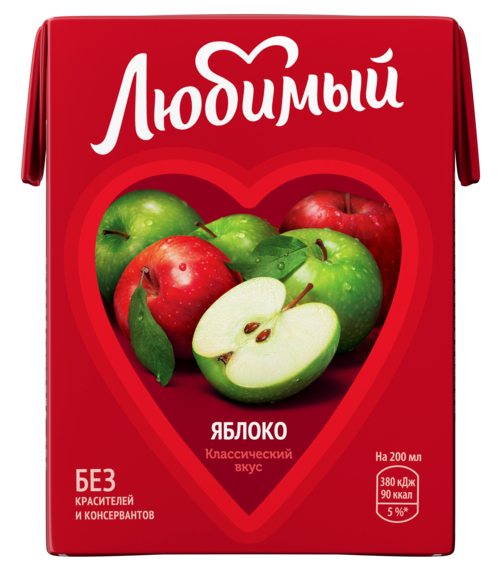 Любимый
ЯБЛОКО
Классический
вкус
БЕЗ
КРАСИТЕЛЕЙ
И КОНСЕРВАНТОВ
На 200 мл
380 кДж
90 ккал
5 %*